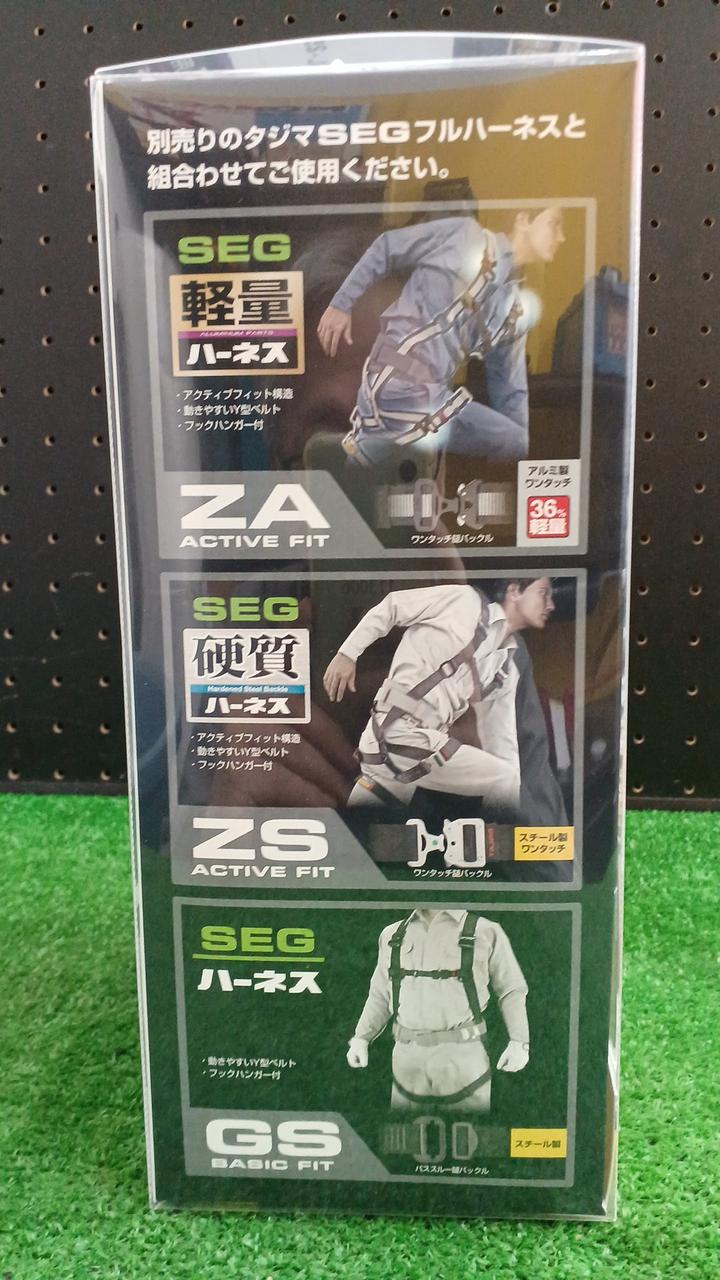 別売りのタジマSEGフルハーネスと
組合わせてご使用ください。
SEG
軽量
ALUMINUM PARTS
ハーネス
・アクティブフィット構造
・動きやすいY型ベルト
・フックハンガー付
アルミ製
ワンタッチ
36%
軽量
ZA
ACTIVE FIT
ワンタッチ鎧バックル
SEG
硬質
Hardened Steel Buckle
ハーネス
・アクティブフィット構造
・動きやすいY型ベルト
・フックハンガー付
ZS
ACTIVE FIT
TAJIMA
スチール製
ワンタッチ
ワンタッチ鎧バックル
SEG
ハーネス
・動きやすいY型ベルト
・フックハンガー付
GS
BASIC FIT
スチール製
パススルー鎧バックル